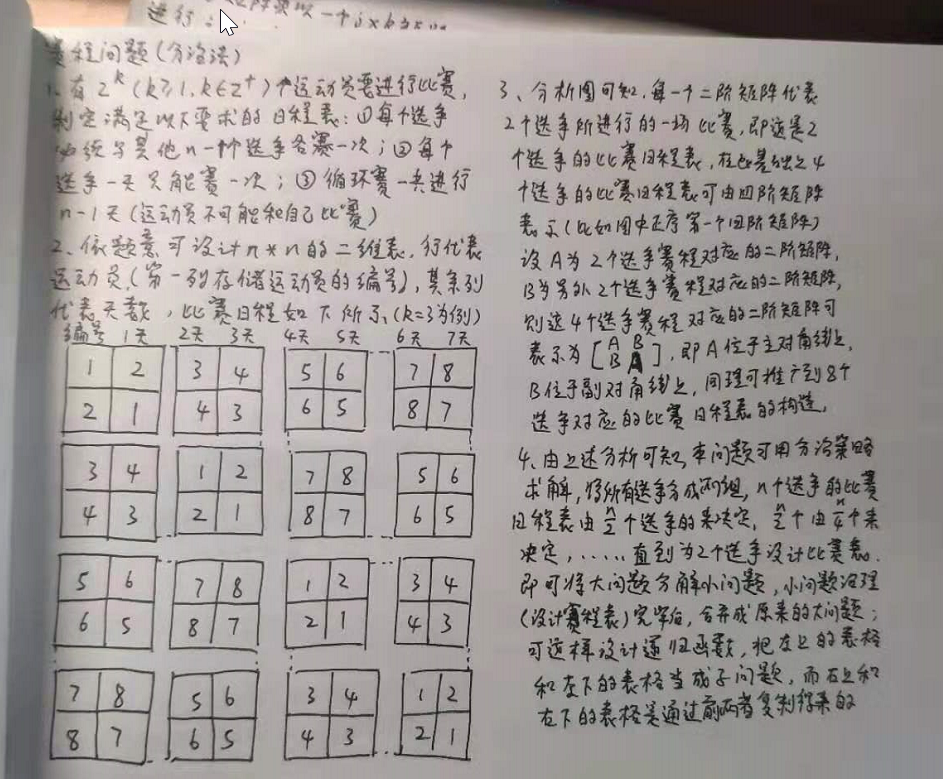 进行
赛程问题(分治法)
1、有2^k(k≥1,k∈Z⁺)个运动员要进行比赛,
制定满足以下要求的日程表:①每个选手
必须与其他n-1个选手各赛一次;②每个
选手一天只能赛一次;③循环赛一共进行
n-1天(运动员不可能和自己比赛)
2、依题意可设计n*n的二维表,行代表
运动员(第一列存储运动员的编号),其余列
代表天数,比赛日程如下所示(k=3为例)
编号 1天 2天 3天 4天 5天 6天 7天
1 2 3 4 5 6 7 8
2 1 4 3 6 5 8 7
3 4 1 2 7 8 5 6
4 3 2 1 8 7 6 5
5 6 7 8 1 2 3 4
6 5 8 7 2 1 4 3
7 8 5 6 3 4 1 2
8 7 6 5 4 3 2 1
3、分析图可知,每一个二阶矩阵代表
2个选手所进行的一场比赛,即这是2
个选手的比赛日程表,在此基础上4
个选手的比赛日程表可由四阶矩阵
表示(比如图中正序第一个四阶矩阵)
设A为2个选手赛程对应的二阶矩阵,
B为另外2个选手赛程对应的二阶矩阵,
则这4个选手赛程对应的二阶矩阵可
表示为[A B
B A],即A位于主对角线上,
B位于副对角线上,同理可推广到8个
选手对应的比赛日程表的构造,
4、由上述分析可知,本问题可用分治策略
求解,将所有选手分成两组,n个选手的比赛
日程表由n/2个选手的来决定,n/2个由n/4个来
决定,……直到为2个选手设计比赛表.
即可将大问题分解小问题,小问题治理
(设计赛程表)完毕后,合并成原来的大问题;
可这样设计递归函数,把左上的表格
和左下的表格当成子问题,而右上和
右下的表格是通过前两者复制得来的